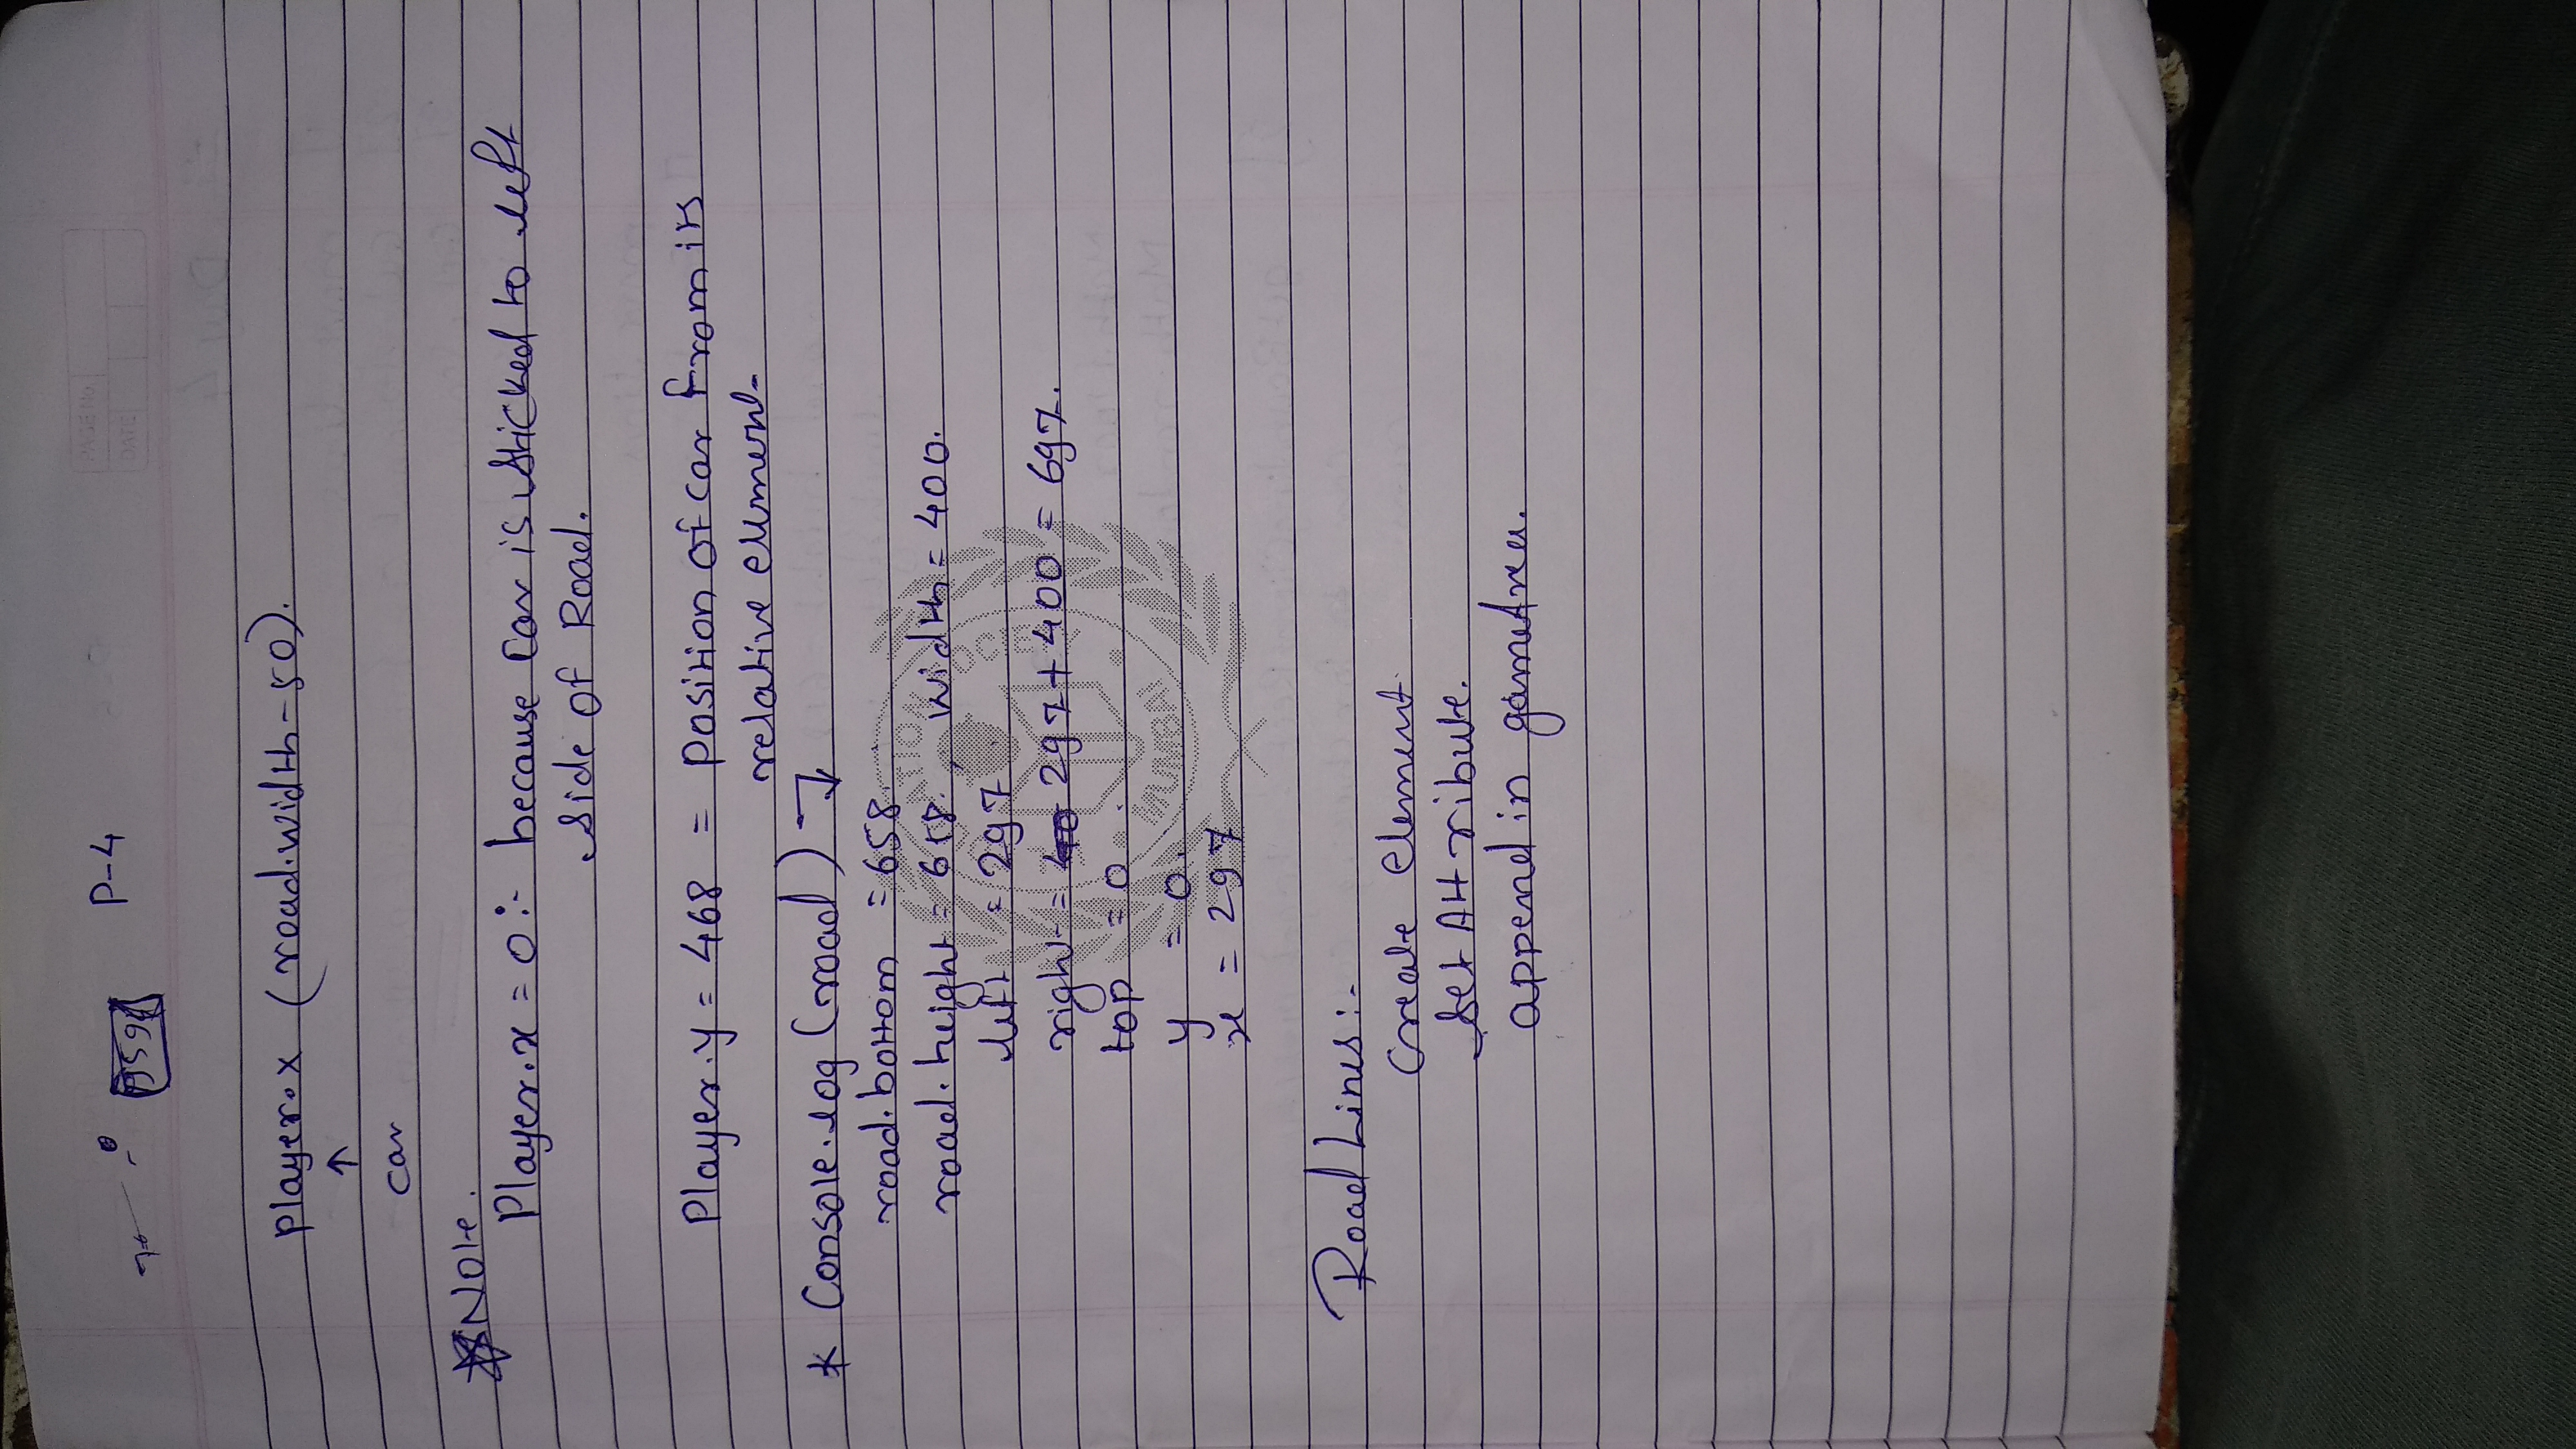 P-4
PAGE No.
DATE
player.x (road.width-50).
↑
car
Note.
Player.x = 0 :- because Car is sticked to left
side of Road.
Player.y = 468 = position of car from its
relative element.
* Console.log (road) →
road.bottom = 658.
road.height = 658. , width = 400.
left = 297
right = 297 + 400 = 697.
top = 0.
y = 0.
x = 297
Road Lines:-
Create Element.
Set Attribute.
append in gameArea.